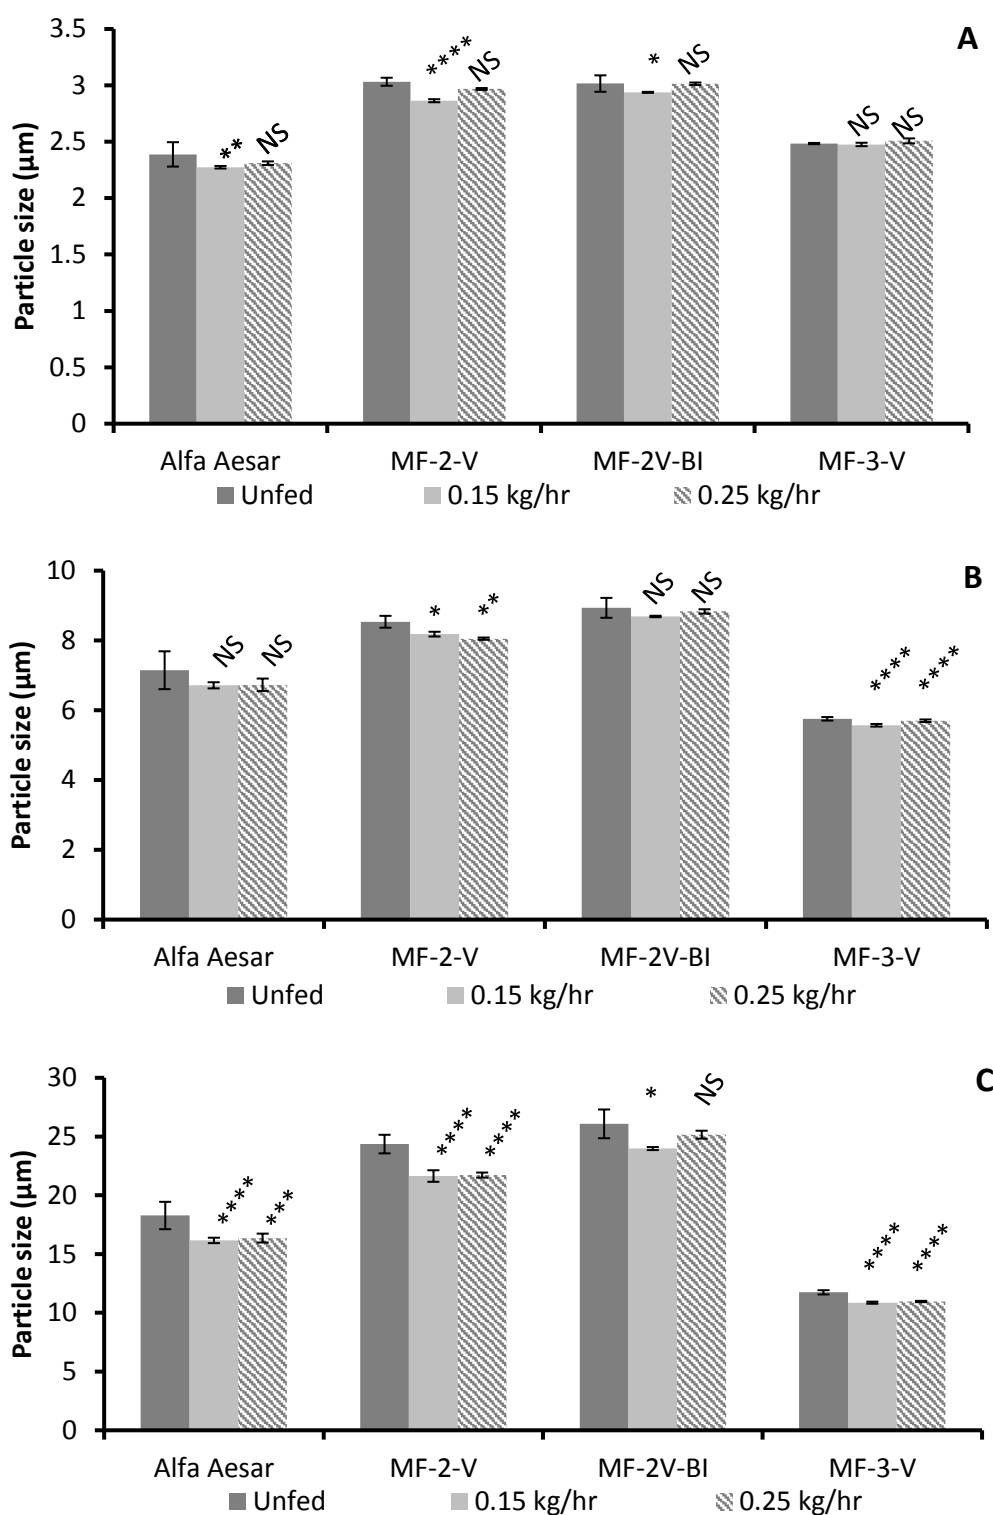 A
Particle size (µm)
3.5
3
2.5
2
1.5
1
0.5
0
** NS
**** NS
* NS
NS NS
Alfa Aesar MF-2-V MF-2V-BI MF-3-V
Unfed 0.15 kg/hr 0.25 kg/hr
B
Particle size (µm)
10
8
6
4
2
0
NS NS
* **
NS NS
**** ****
Alfa Aesar MF-2-V MF-2V-BI MF-3-V
Unfed 0.15 kg/hr 0.25 kg/hr
C
Particle size (µm)
30
25
20
15
10
5
0
**** ***
**** ****
* NS
**** ****
Alfa Aesar MF-2-V MF-2V-BI MF-3-V
Unfed 0.15 kg/hr 0.25 kg/hr